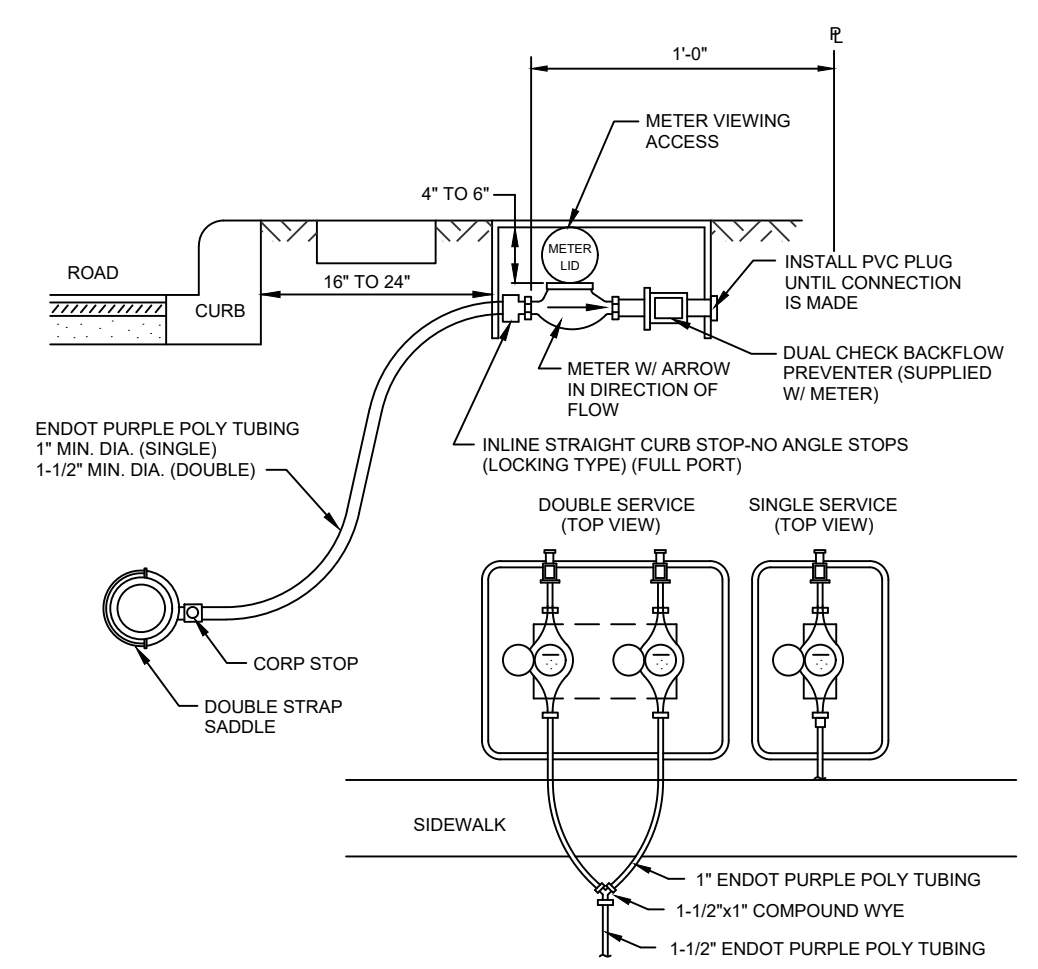 ℄
1'-0"
METER VIEWING
ACCESS
4" TO 6"
METER
LID
ROAD
16" TO 24"
CURB
INSTALL PVC PLUG
UNTIL CONNECTION
IS MADE
DUAL CHECK BACKFLOW
PREVENTER (SUPPLIED
W/ METER)
METER W/ ARROW
IN DIRECTION OF
FLOW
ENDOT PURPLE POLY TUBING
1" MIN. DIA. (SINGLE)
1-1/2" MIN. DIA. (DOUBLE)
INLINE STRAIGHT CURB STOP-NO ANGLE STOPS
(LOCKING TYPE) (FULL PORT)
DOUBLE SERVICE
(TOP VIEW)
SINGLE SERVICE
(TOP VIEW)
CORP STOP
DOUBLE STRAP
SADDLE
SIDEWALK
1" ENDOT PURPLE POLY TUBING
1-1/2"x1" COMPOUND WYE
1-1/2" ENDOT PURPLE POLY TUBING